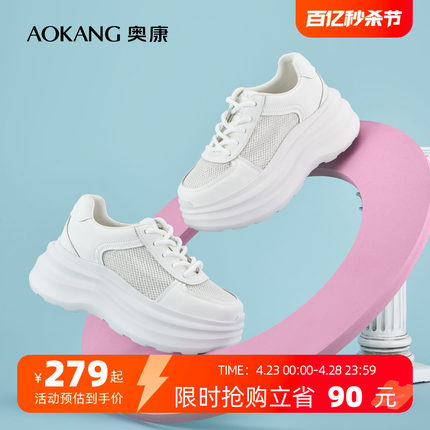 AOKANG 奥康
百亿秒杀节
¥279起
活动预估到手价
TIME: 4.23 00:00-4.28 23:59
限时抢购立省 90 元